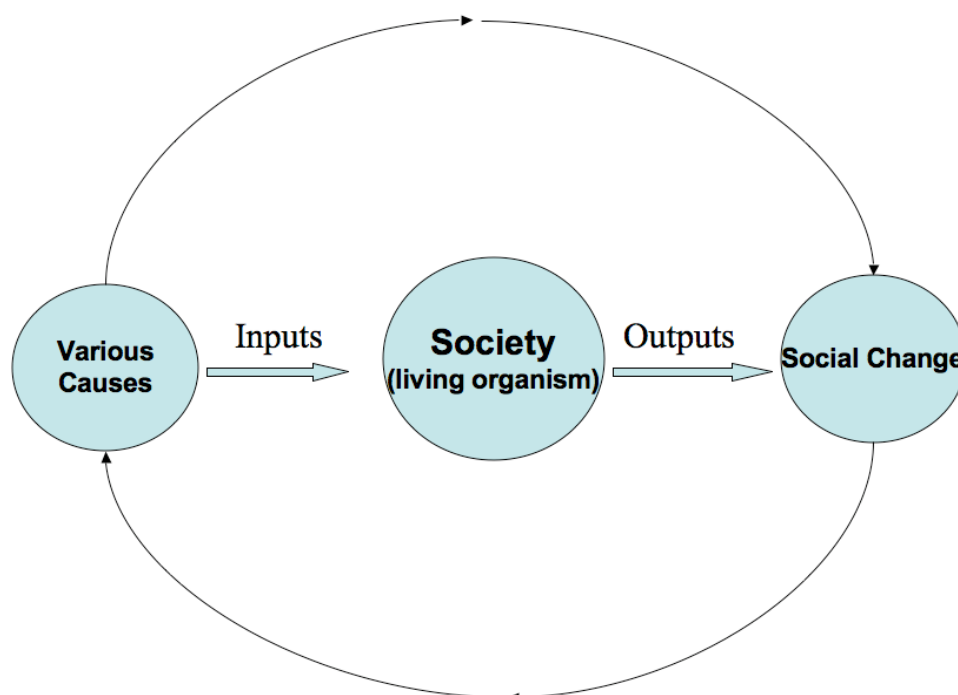 Various
Causes
Inputs
Society
(living organism)
Outputs
Social Change